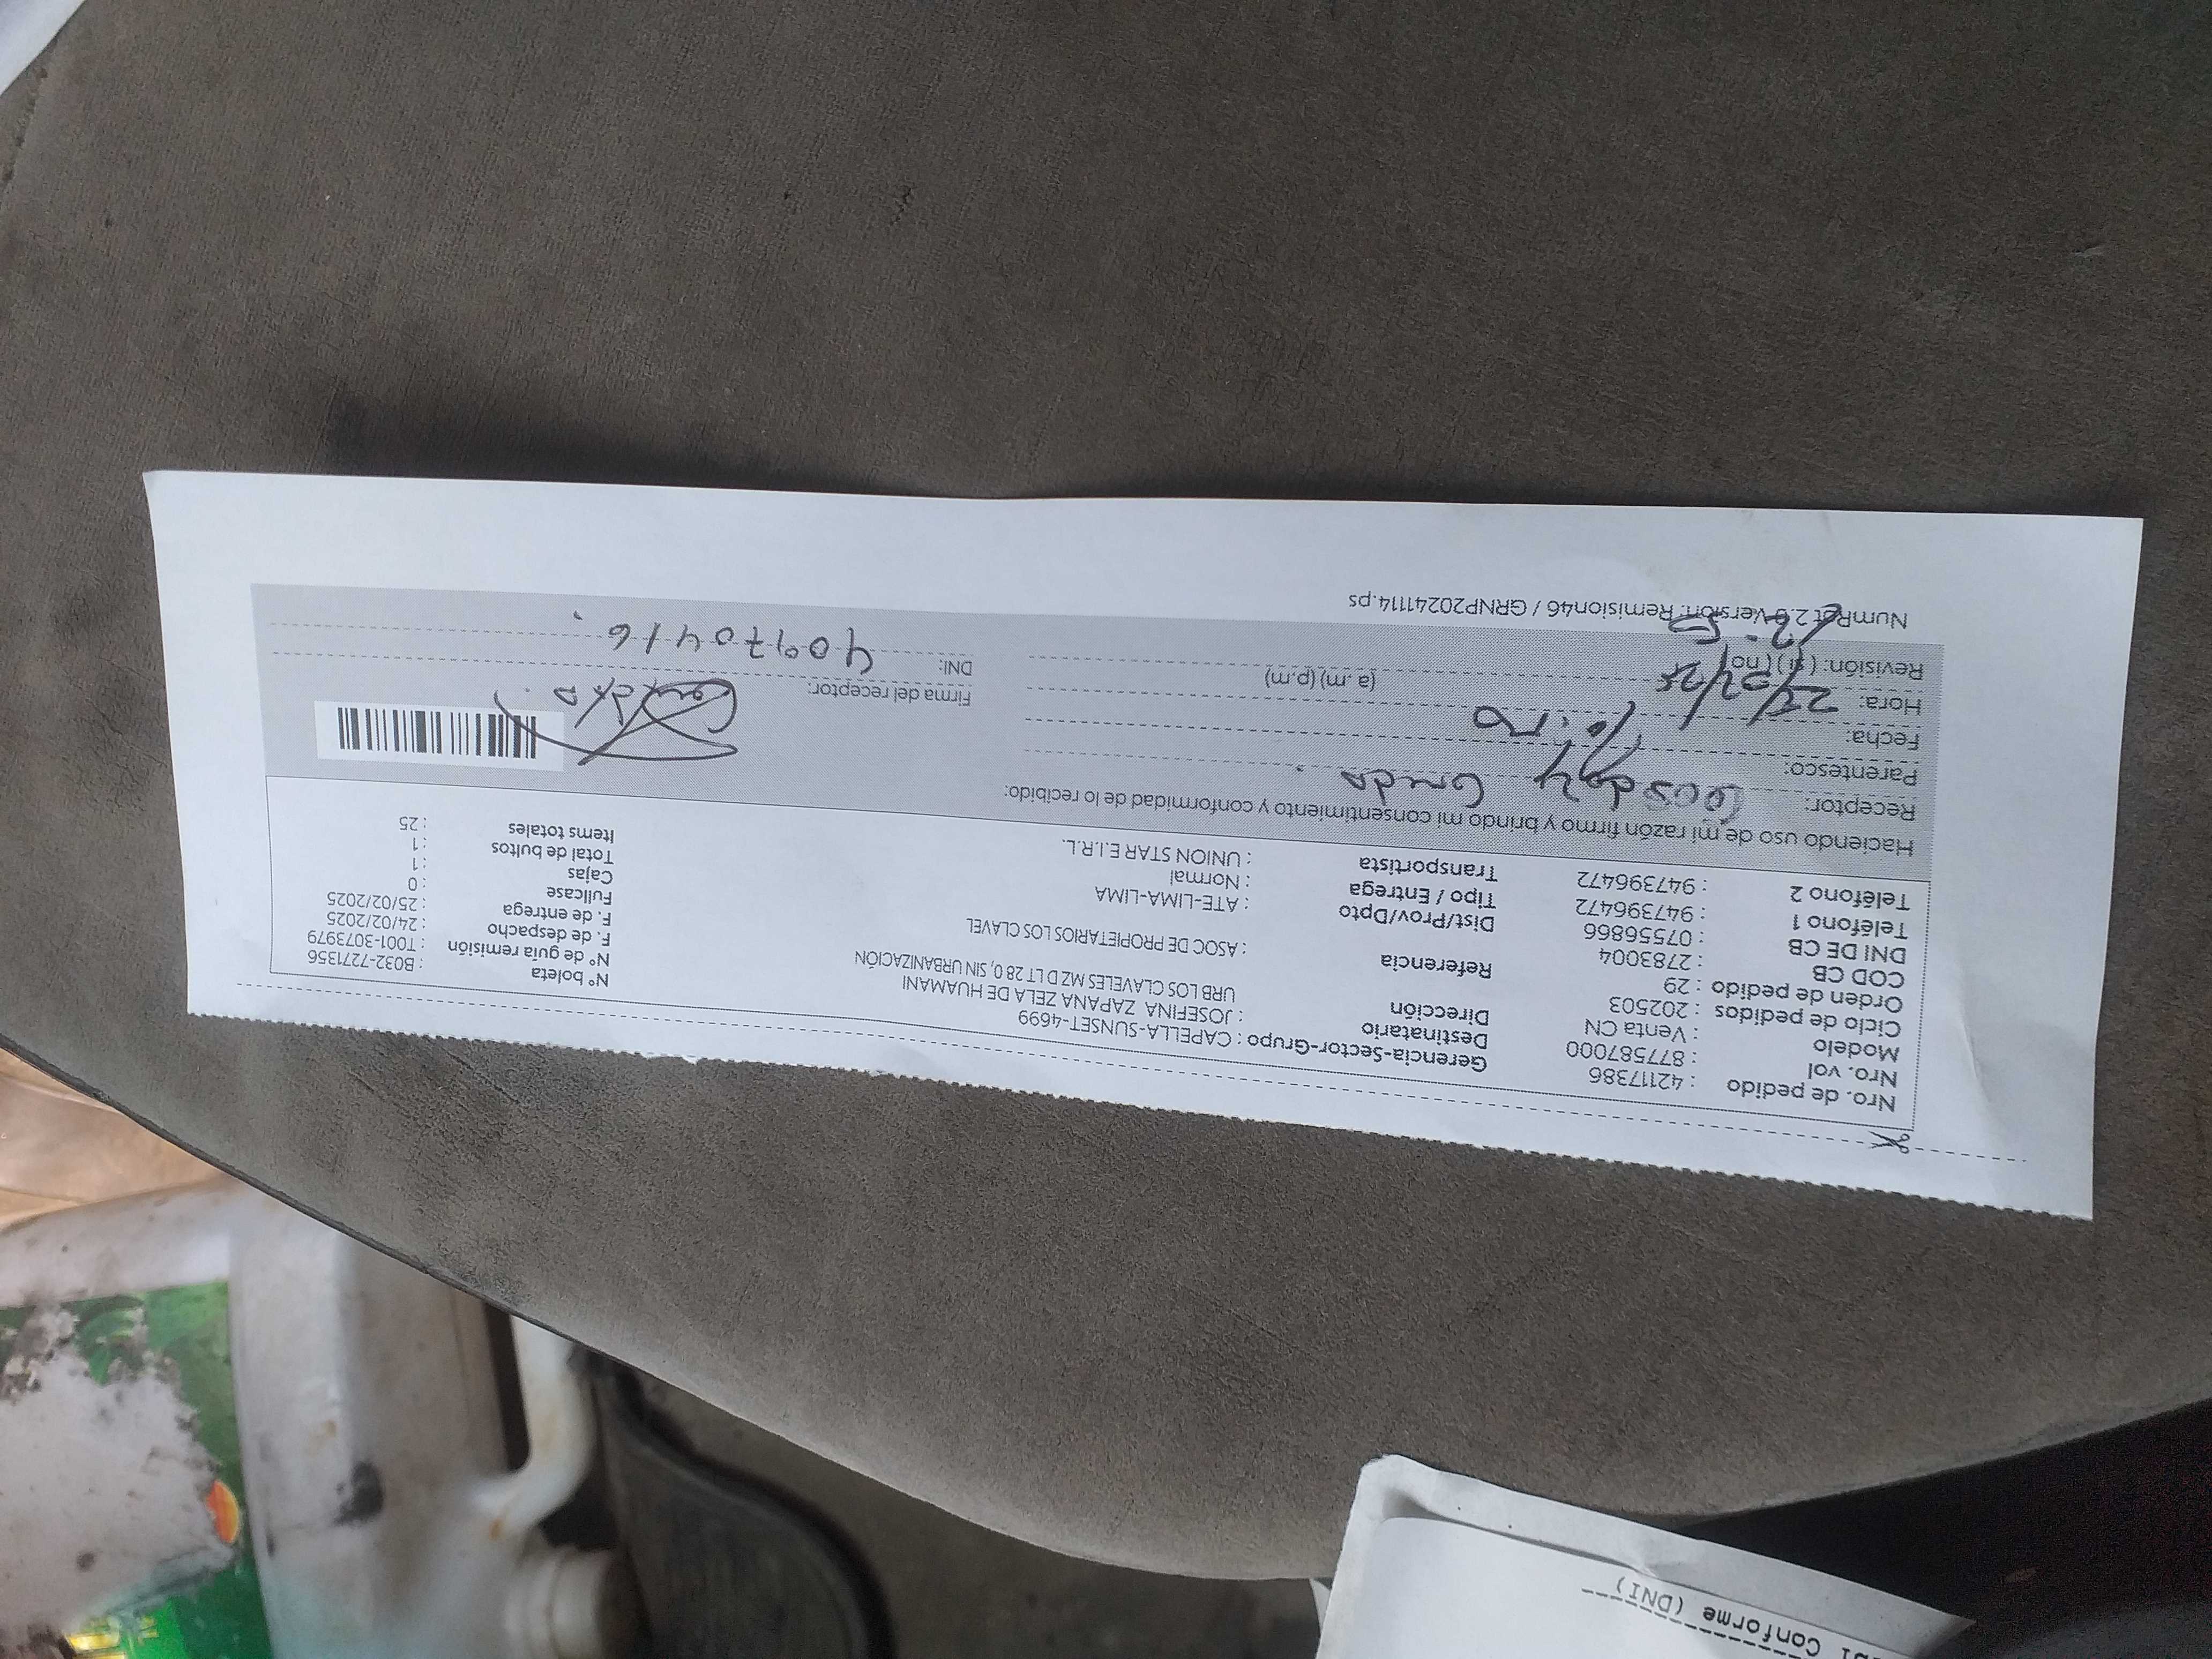 Nro. de pedido : 42117386
Nro. vol : 877587000
Modelo : Venta CN
Ciclo de pedidos : 202503
Orden de pedido : 29
COD CB : 2783004
DNI DE CB : 07556866
Teléfono 1 : 947396472
Teléfono 2 : 947396472
Gerencia-Sector-Grupo : CAPELLA-SUNSET-4699
Destinatario : JOSEFINA ZAPANA ZELA DE HUAMANI
Dirección URB LOS CLAVELES MZ D LT 28 0, SIN URBANIZACIÓN
Referencia : ASOC DE PROPIETARIOS LOS CLAVEL
Dist/Prov/Dpto : ATE-LIMA-LIMA
Tipo / Entrega : Normal
Transportista : UNION STAR E.I.R.L.
N° boleta : B032-7271356
N° de guía remisión : T001-3073979
F. de despacho : 24/02/2025
F. de entrega : 25/02/2025
Fullcase : 0
Cajas : 1
Total de bultos : 1
Items totales : 25
Haciendo uso de mi razón firmo y brindo mi consentimiento y conformidad de lo recibido:
Receptor:
Parentesco:
Fecha:
Hora: (a.m) (p.m)
Revisión: (si) (no)
Firma del receptor:
DNI: 40970416
NumRet 2.0 Versión: Remision46 / GRNP20241114.ps
Conforme (DNI)